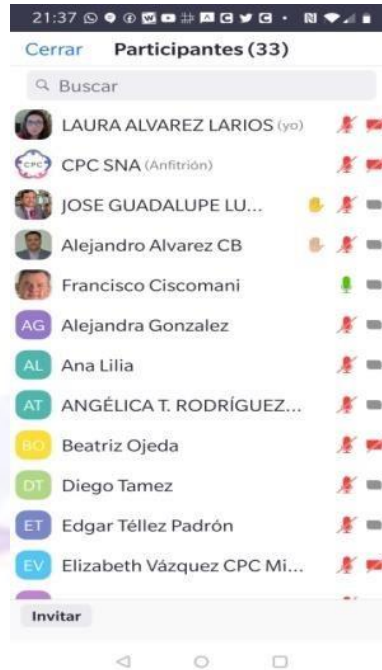 21:37
Cerrar Participantes (33)
Buscar
LAURA ALVAREZ LARIOS (yo)
CPC CPC SNA (Anfitrión)
JOSE GUADALUPE LU...
Alejandro Alvarez CB
Francisco Ciscomani
AG Alejandra Gonzalez
AL Ana Lilia
AT ANGÉLICA T. RODRÍGUEZ...
BO Beatriz Ojeda
DT Diego Tamez
ET Edgar Téllez Padrón
EV Elizabeth Vázquez CPC Mi...
Invitar